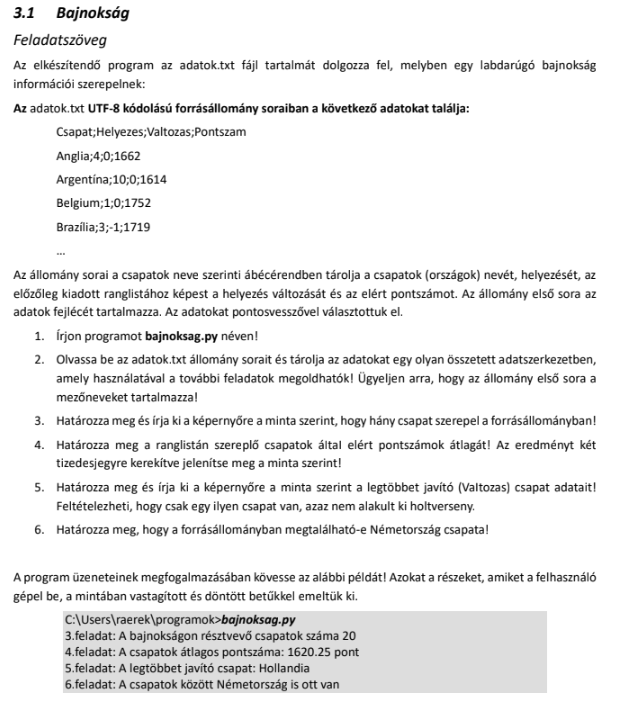 3.1 Bajnokság
Feladatszöveg
Az elkészítendő program az adatok.txt fájl tartalmát dolgozza fel, melyben egy labdarúgó bajnokság
információi szerepelnek:
Az adatok.txt UTF-8 kódolású forrásállomány soraiban a következő adatokat találja:
Csapat;Helyezes;Valtozas;Pontszam
Anglia;4;0;1662
Argentína;10;0;1614
Belgium;1;0;1752
Brazília;3;-1;1719
...
Az állomány sorai a csapatok neve szerinti ábécérendben tárolja a csapatok (országok) nevét, helyezését, az
előzőleg kiadott ranglistához képest a helyezés változását és az elért pontszámot. Az állomány első sora az
adatok fejlécét tartalmazza. Az adatokat pontosvesszővel választottuk el.
1. Írjon programot bajnoksag.py néven!
2. Olvassa be az adatok.txt állomány sorait és tárolja az adatokat egy olyan összetett adatszerkezetben,
amely használatával a további feladatok megoldhatók! Ügyeljen arra, hogy az állomány első sora a
mezőneveket tartalmazza!
3. Határozza meg és írja ki a képernyőre a minta szerint, hogy hány csapat szerepel a forrásállományban!
4. Határozza meg a ranglistán szereplő csapatok által elért pontszámok átlagát! Az eredményt két
tizedesjegyre kerekítve jelenítse meg a minta szerint!
5. Határozza meg és írja ki a képernyőre a minta szerint a legtöbbet javító (Valtozas) csapat adatait!
Feltételezheti, hogy csak egy ilyen csapat van, azaz nem alakult ki holtverseny.
6. Határozza meg, hogy a forrásállományban megtalálható-e Németország csapata!
A program üzeneteinek megfogalmazásában kövesse az alábbi példát! Azokat a részeket, amiket a felhasználó
gépel be, a mintában vastagított és döntött betűkkel emeltük ki.
C:\Users\raerek\programok>bajnoksag.py
3.feladat: A bajnokságon résztvevő csapatok száma 20
4.feladat: A csapatok átlagos pontszáma: 1620.25 pont
5.feladat: A legtöbbet javító csapat: Hollandia
6.feladat: A csapatok között Németország is ott van